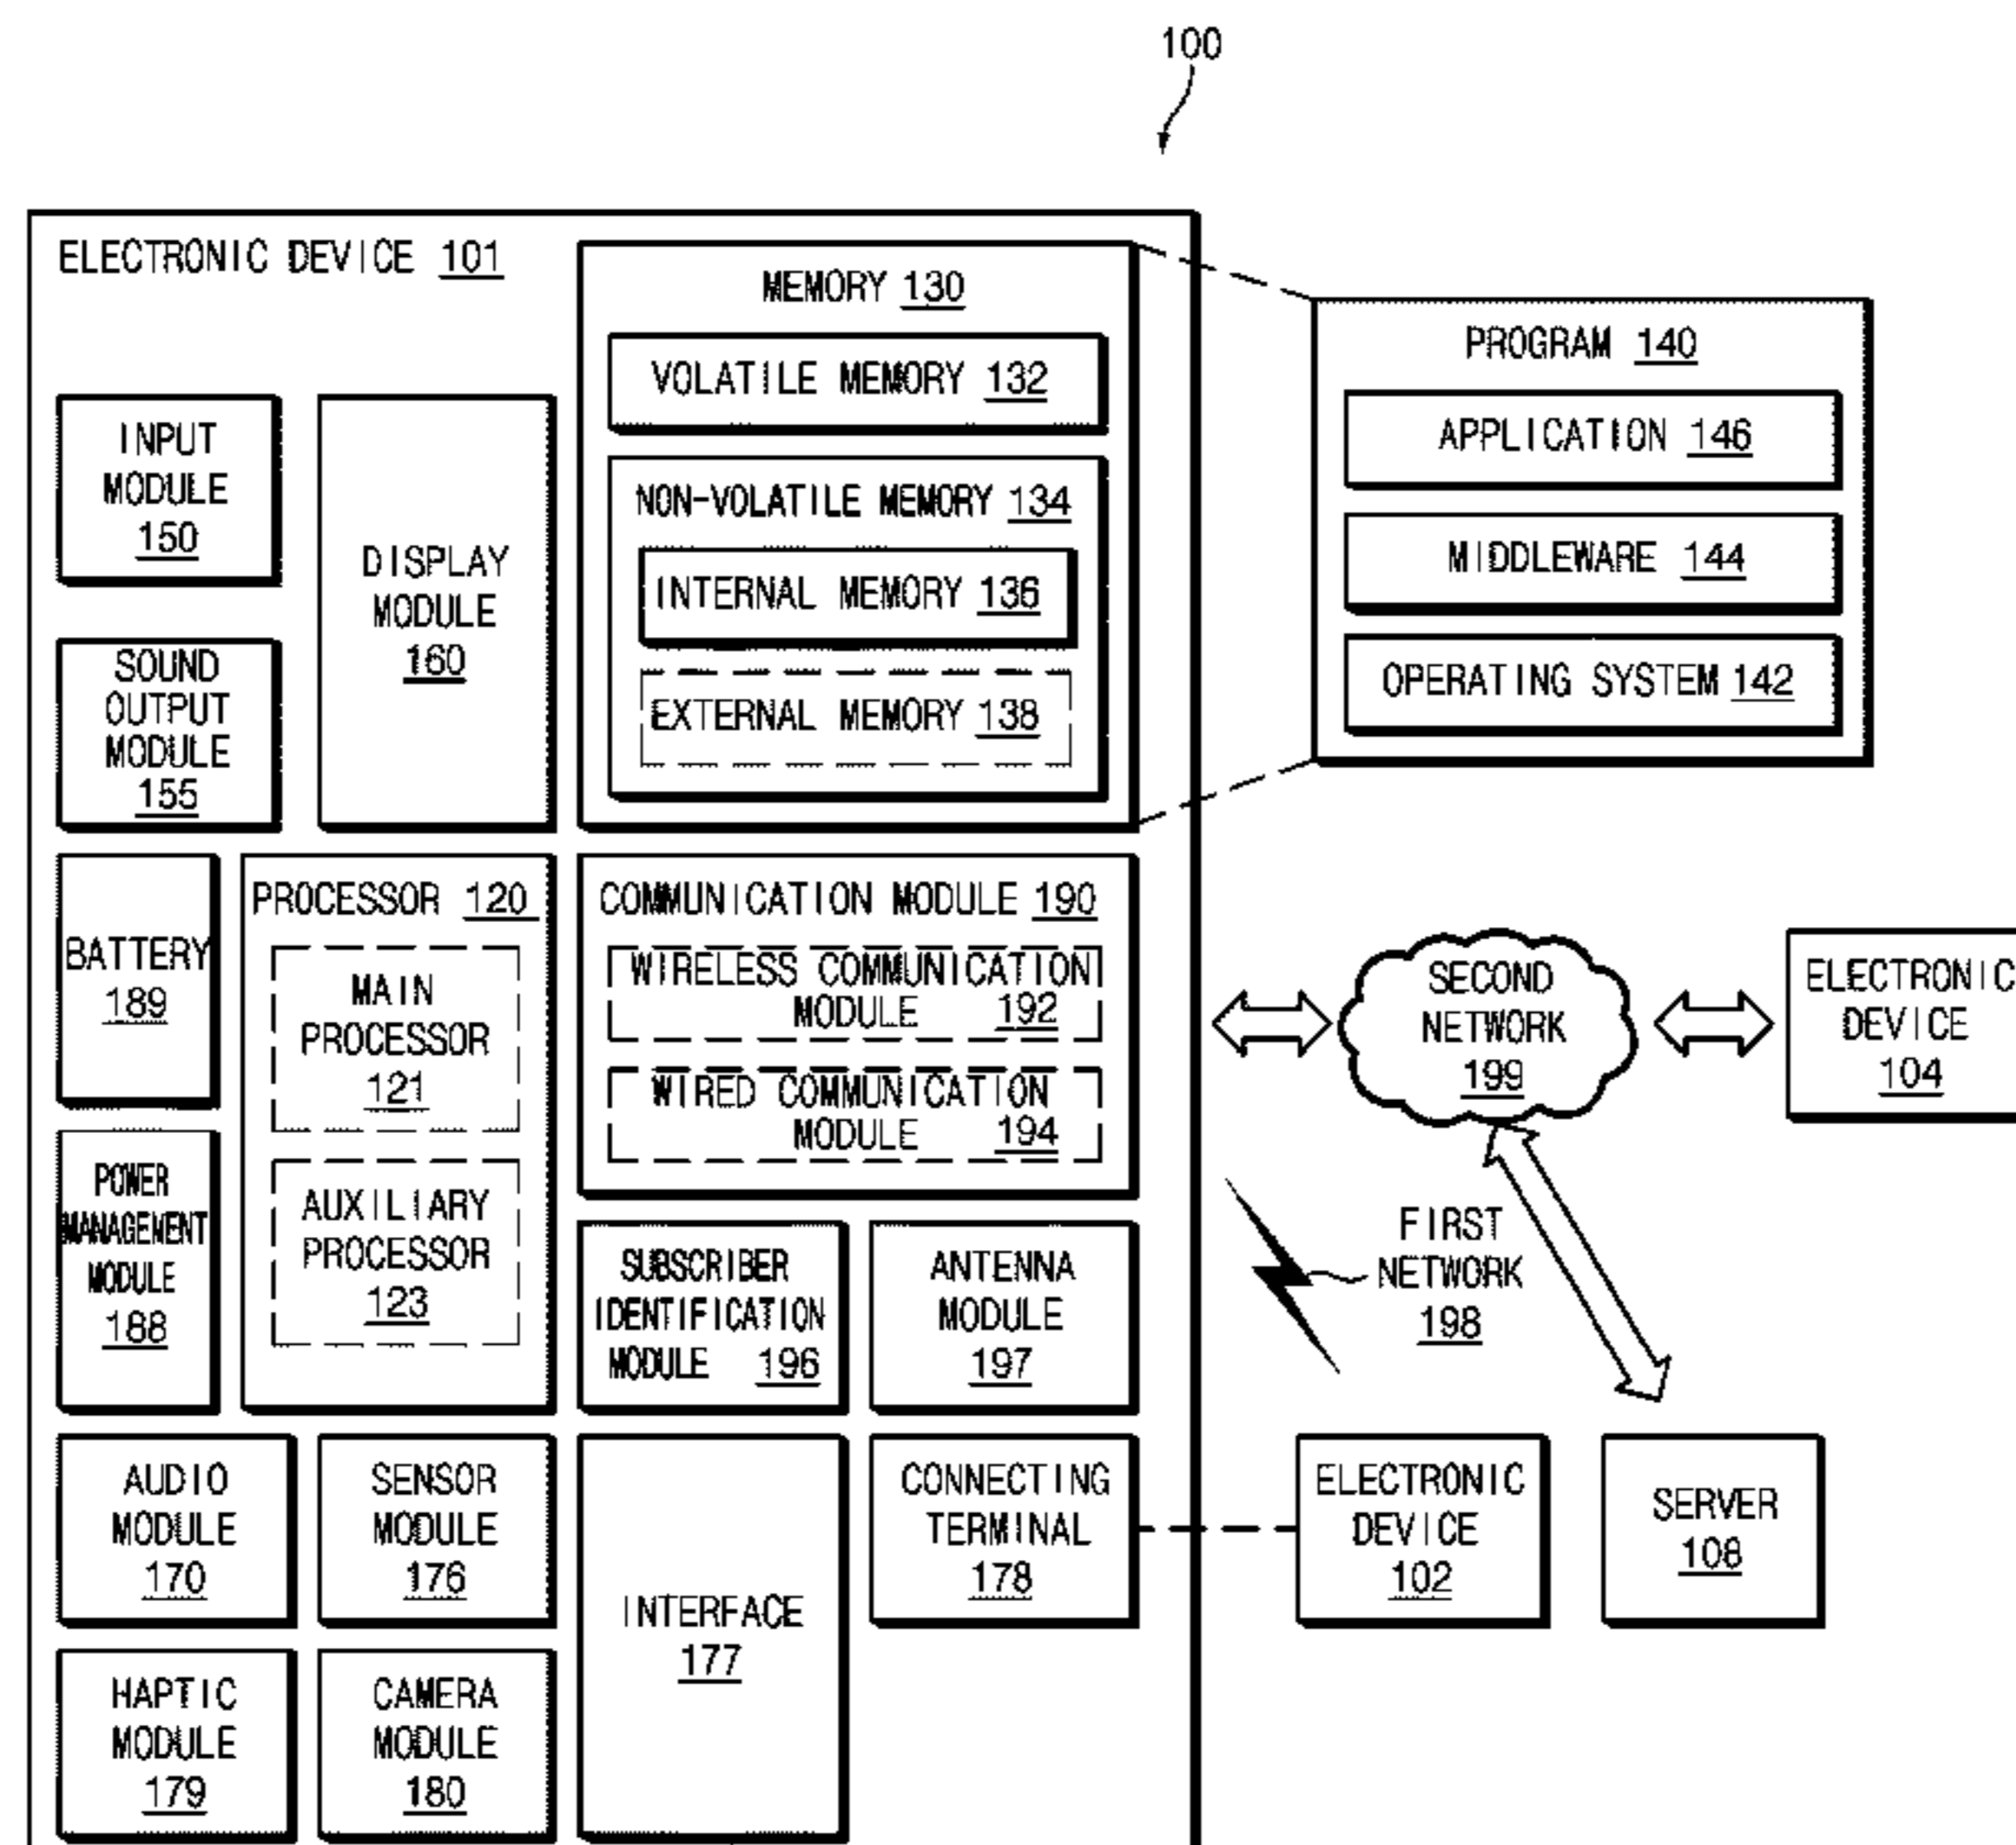 100
ELECTRONIC DEVICE 101
MEMORY 130
VOLATILE MEMORY 132
NON-VOLATILE MEMORY 134
INTERNAL MEMORY 136
EXTERNAL MEMORY 138
PROGRAM 140
APPLICATION 146
MIDDLEWARE 144
OPERATING SYSTEM 142
INPUT
MODULE
150
SOUND
OUTPUT
MODULE
155
DISPLAY
MODULE
160
BATTERY
189
POWER
MANAGEMENT
MODULE
188
PROCESSOR 120
MAIN
PROCESSOR
121
AUXILIARY
PROCESSOR
123
COMMUNICATION MODULE 190
WIRELESS COMMUNICATION
MODULE 192
WIRED COMMUNICATION
MODULE 194
SECOND
NETWORK
199
ELECTRONIC
DEVICE
104
SUBSCRIBER
IDENTIFICATION
MODULE 196
ANTENNA
MODULE
197
FIRST
NETWORK
198
AUDIO
MODULE
170
SENSOR
MODULE
176
INTERFACE
177
CONNECTING
TERMINAL
178
ELECTRONIC
DEVICE
102
SERVER
108
HAPTIC
MODULE
179
CAMERA
MODULE
180